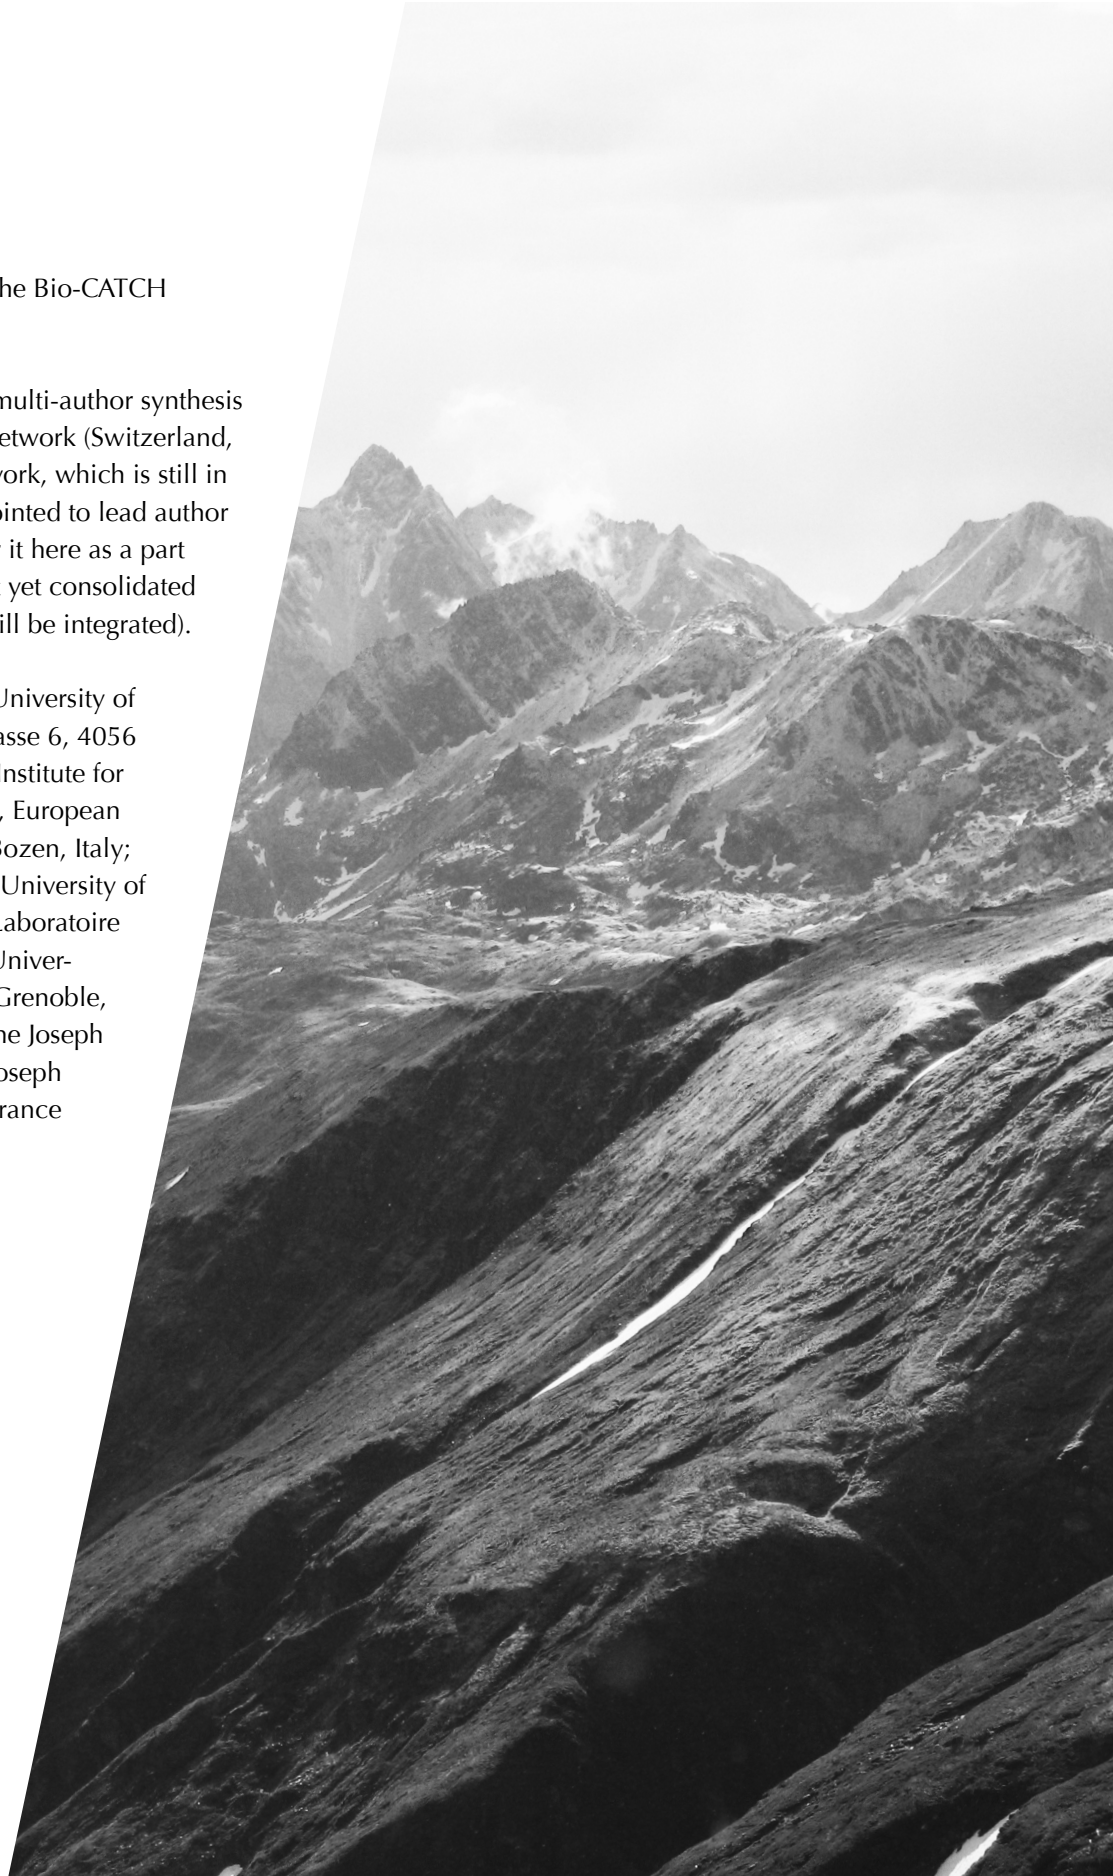 he Bio-CATCH
multi-author synthesis
etwork (Switzerland,
ork, which is still in
ointed to lead author
it here as a part
yet consolidated
ill be integrated).
University of
asse 6, 4056
Institute for
, European
Bozen, Italy;
University of
Laboratoire
Univer-
Grenoble,
ne Joseph
oseph
rance